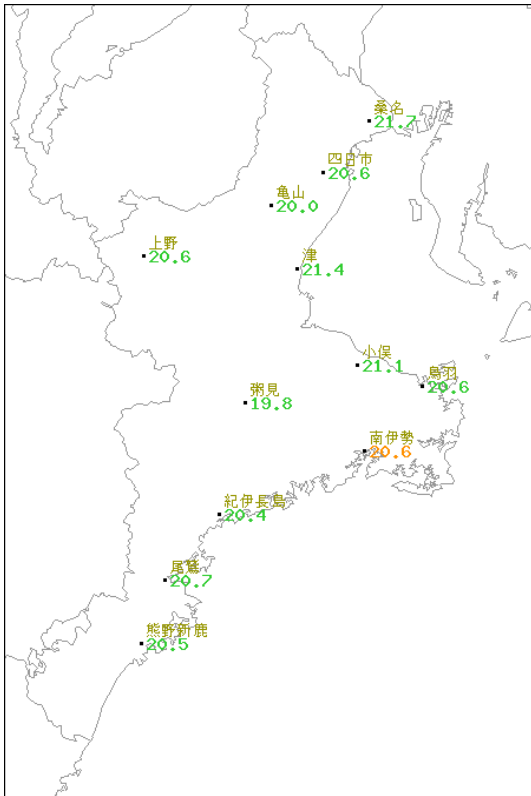 桑名
21.7
四日市
20.6
亀山
20.0
上野
20.6
津
21.4
小俣
21.1
鳥羽
20.6
粥見
19.8
南伊勢
20.6
紀伊長島
20.4
尾鷲
20.7
熊野新鹿
20.5